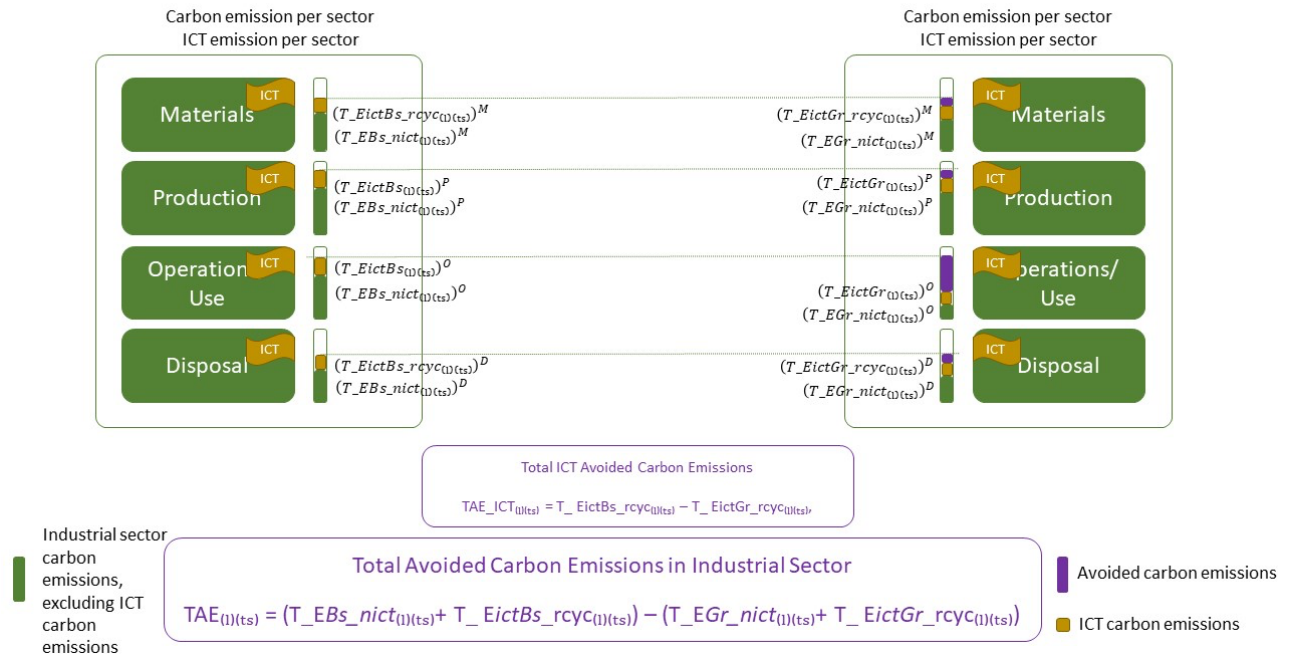 Carbon emission per sector
ICT emission per sector
Materials
ICT
(T_EictBs_rcyc(l)(ts))^M
(T_EBs_nict(l)(ts))^M
Production
ICT
(T_EictBs(l)(ts))^P
(T_EBs_nict(l)(ts))^P
Operation
Use
ICT
(T_EictBs(l)(ts))^O
(T_EBs_nict(l)(ts))^O
Disposal
ICT
(T_EictBs_rcyc(l)(ts))^D
(T_EBs_nict(l)(ts))^D
Carbon emission per sector
ICT emission per sector
(T_EictGr_rcyc(l)(ts))^M
(T_EGr_nict(l)(ts))^M
ICT
Materials
(T_EictGr(l)(ts))^P
(T_EGr_nict(l)(ts))^P
ICT
Production
(T_EictGr(l)(ts))^O
(T_EGr_nict(l)(ts))^O
ICT
perations/
Use
(T_EictGr_rcyc(l)(ts))^D
(T_EGr_nict(l)(ts))^D
ICT
Disposal
Total ICT Avoided Carbon Emissions
TAE_ICT(l)(ts) = T_ EictBs_rcyc(l)(ts) – T_ EictGr_rcyc(l)(ts),
Industrial sector
carbon
emissions,
excluding ICT
carbon
emissions
Total Avoided Carbon Emissions in Industrial Sector
TAE(l)(ts) = (T_EBs_nict(l)(ts)+ T_ EictBs_rcyc(l)(ts)) – (T_EGr_nict(l)(ts)+ T_ EictGr_rcyc(l)(ts))
Avoided carbon emissions
ICT carbon emissions